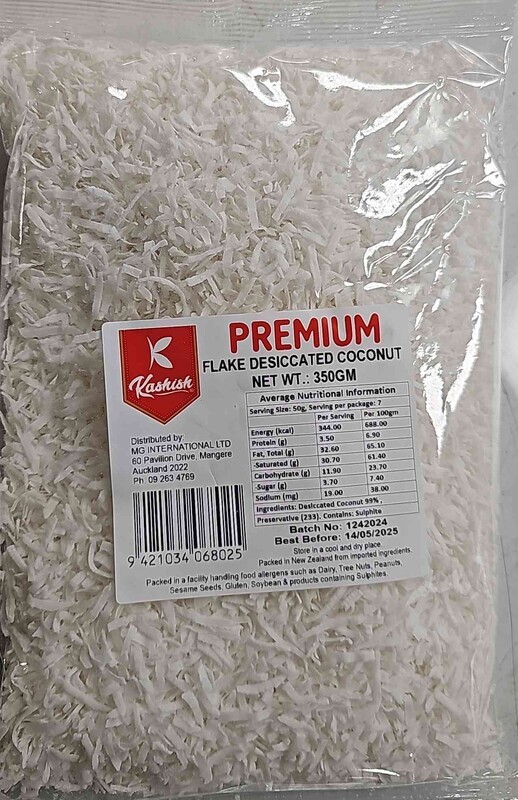 PREMIUM
FLAKE DESICCATED COCONUT
NET WT.: 350GM
Kashish
Average Nutritional Information
Serving Size: 50g, Serving per package: 7
Per Serving Per 100gm
Energy (kcal) 344.00 688.00
Protein (g) 3.50 6.90
Fat, Total (g) 32.60 65.10
-Saturated (g) 30.70 61.40
Carbohydrate (g) 11.90 23.70
-Sugar (g) 3.70 7.40
Sodium (mg) 19.00 38.00
Ingredients: Desiccated Coconut 99%,
Preservative (223). Contains: Sulphite
Distributed by:
MG INTERNATIONAL LTD
60 Pavilion Drive, Mangere
Auckland 2022
Ph 09 263 4769
9 421034 068025
Batch No: 1242024
Best Before: 14/05/2025
Store in a cool and dry place.
Packed in New Zealand from imported ingredients.
Packed in a facility handling food allergens such as Dairy, Tree Nuts, Peanuts,
Sesame Seeds, Gluten, Soybean & products containing Sulphites.